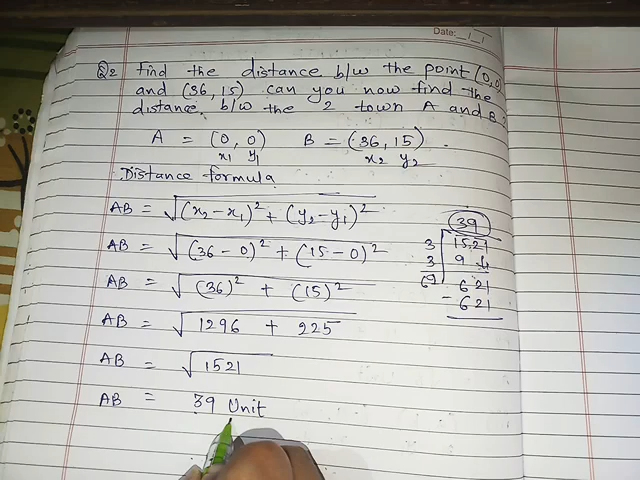 Date: _/_/_
Q2 Find the distance b/w the point (0,0)
and (36,15) can you now find the
distance b/w the 2 town A and B?
A = (0, 0) B = (36, 15).
x₁ y₁ x₂ y₂
Distance formula
AB = √(x₂ - x₁)² + (y₂ - y₁)²
AB = √(36 - 0)² + (15 - 0)²
AB = √(36)² + (15)²
AB = √1296 + 225
AB = √1521
AB = 39 Unit
39
3 1521
3 9 ↓
69 621
- 621